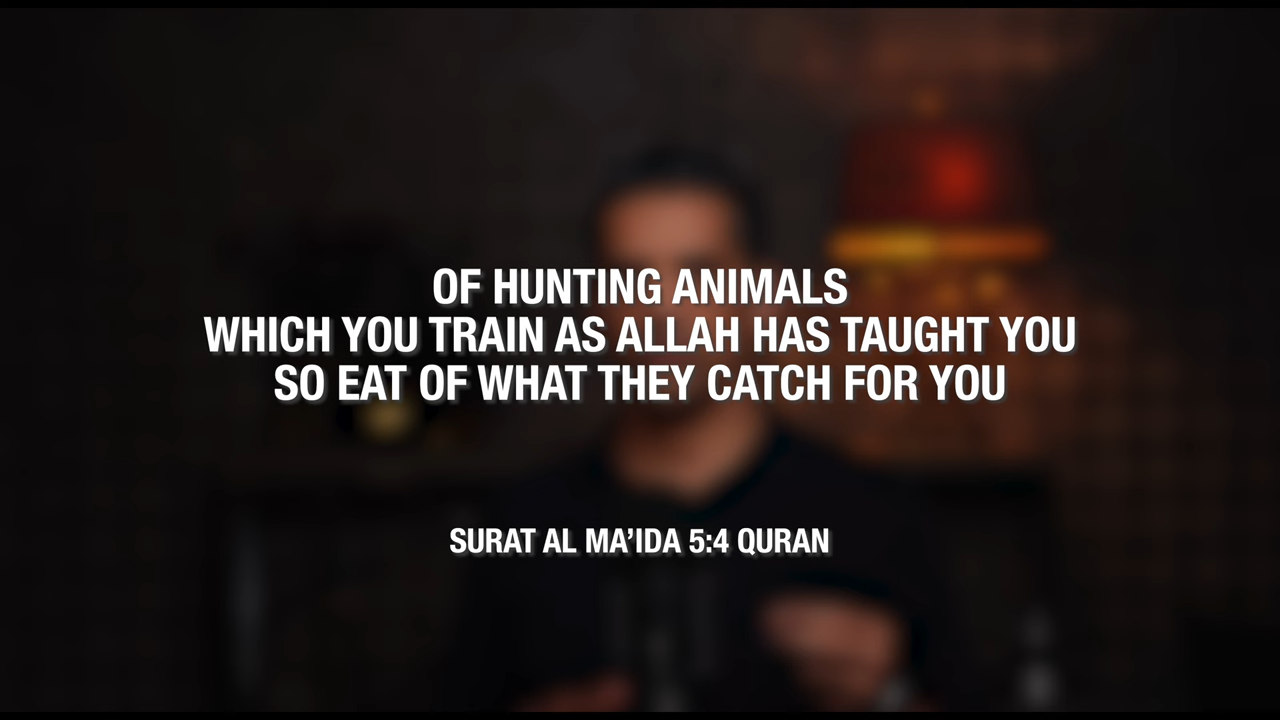 OF HUNTING ANIMALS
WHICH YOU TRAIN AS ALLAH HAS TAUGHT YOU
SO EAT OF WHAT THEY CATCH FOR YOU
SURAT AL MA’IDA 5:4 QURAN